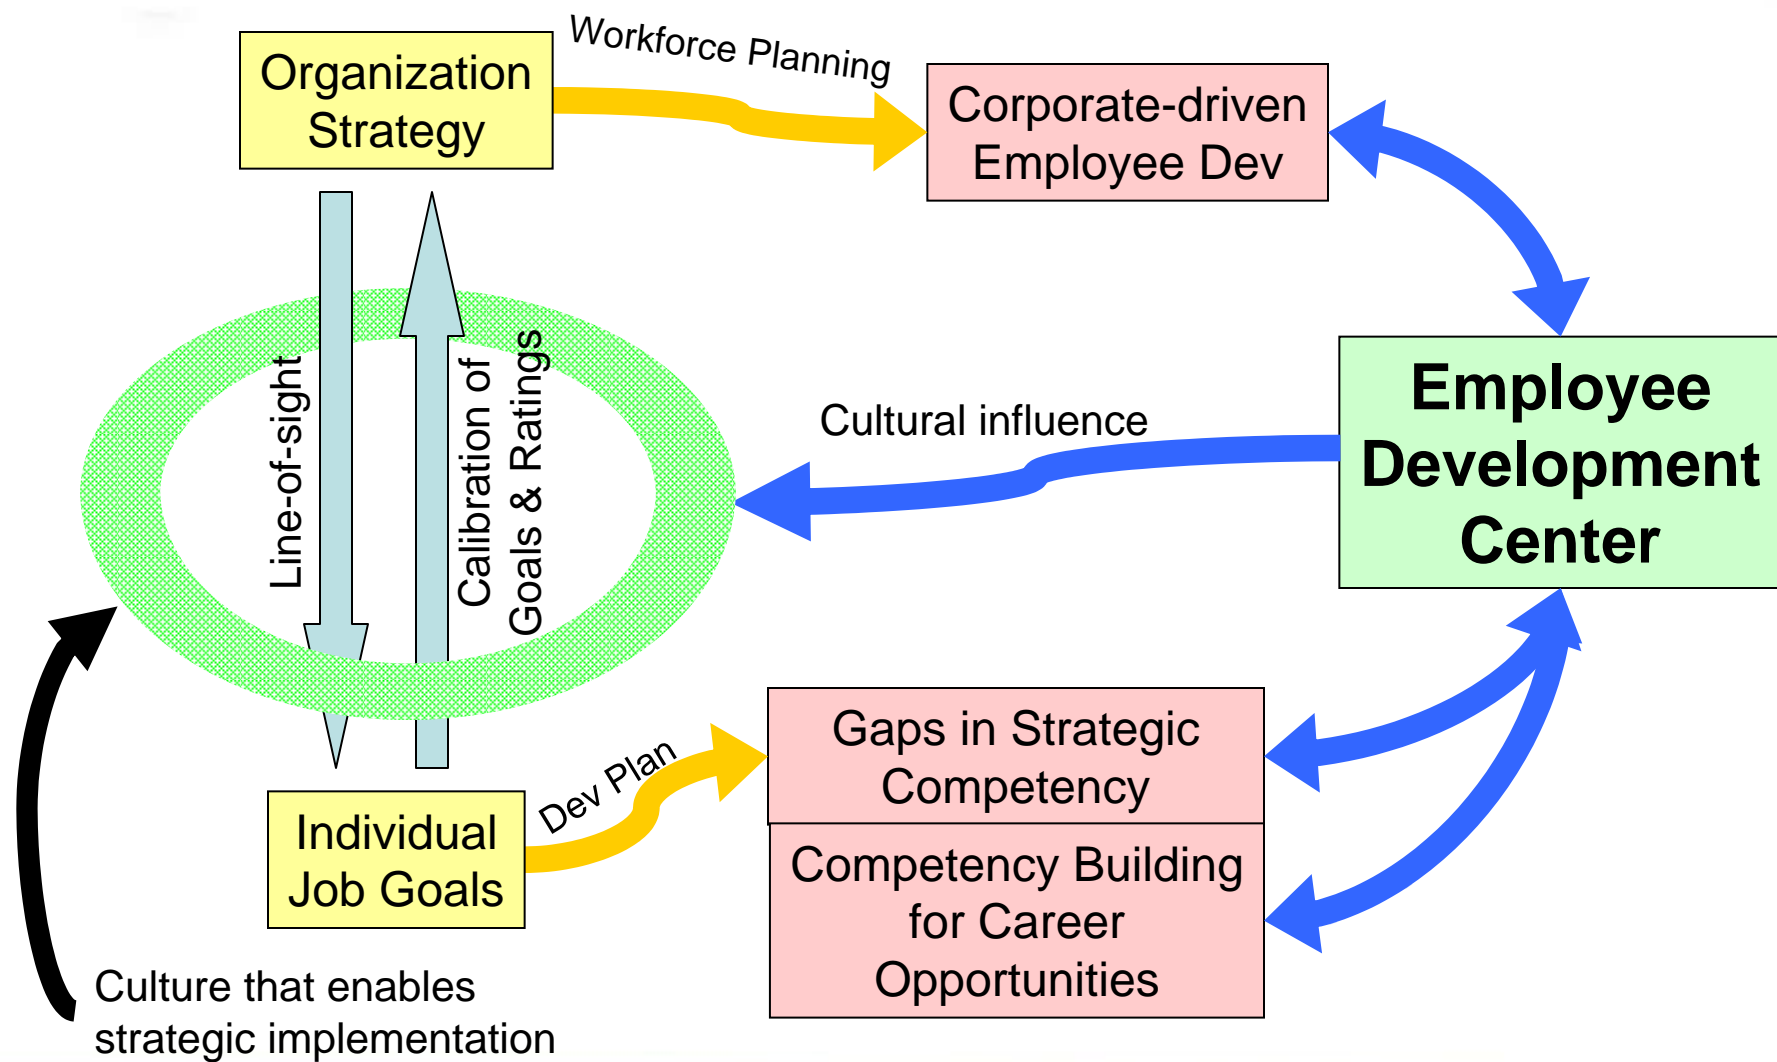 Workforce Planning
Organization
Strategy
Corporate-driven
Employee Dev
Line-of-sight
Calibration of
Goals & Ratings
Cultural influence
Employee
Development
Center
Dev Plan
Gaps in Strategic
Competency
Individual
Job Goals
Competency Building
for Career
Opportunities
Culture that enables
strategic implementation